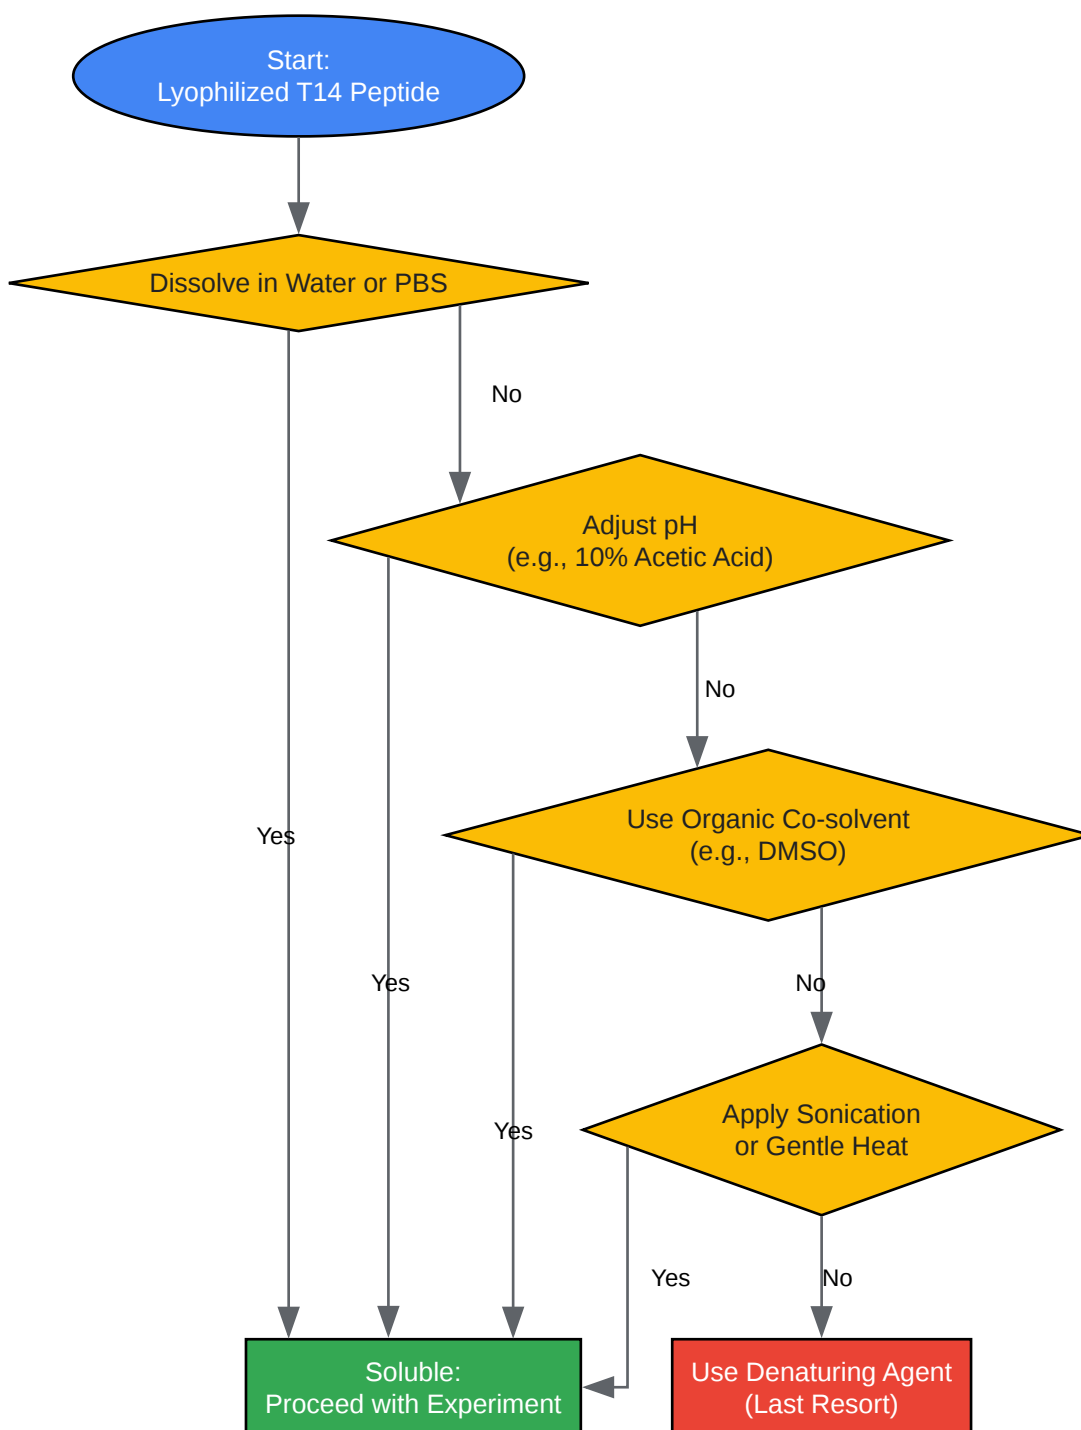 Start:
Lyophilized T14 Peptide
Dissolve in Water or PBS
No
Adjust pH
(e.g., 10% Acetic Acid)
No
Use Organic Co-solvent
(e.g., DMSO)
Yes
Yes
No
Apply Sonication
or Gentle Heat
Yes
Yes
No
Soluble:
Proceed with Experiment
Use Denaturing Agent
(Last Resort)